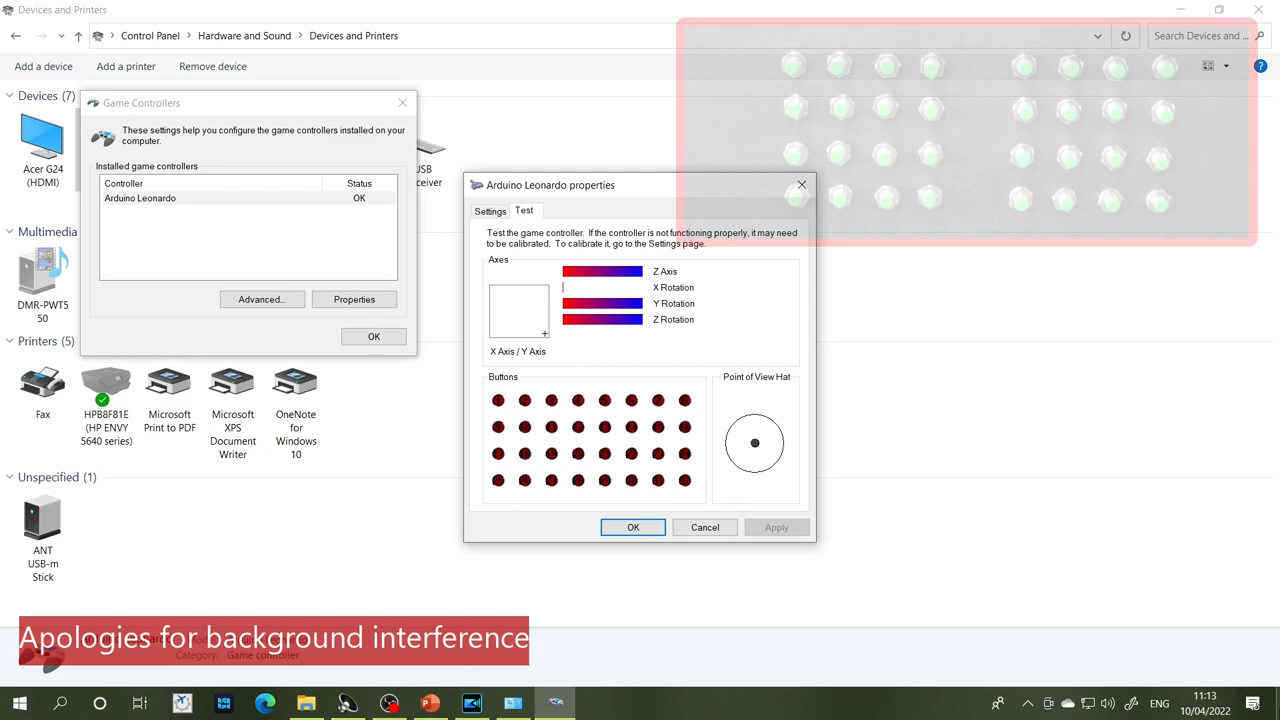 Devices and Printers
Control Panel
Hardware and Sound
Devices and Printers
Search Devices and ...
Add a device
Add a printer
Remove device
Devices (7)
Acer G24
(HDMI)
Game Controllers
These settings help you configure the game controllers installed on your
computer.
Installed game controllers
Controller
Status
Arduino Leonardo
OK
Advanced...
Properties
OK
Multimedia
DMR-PWT5
50
Printers (5)
Fax
HPB8F81E
(HP ENVY
5640 series)
Microsoft
Print to PDF
Microsoft
XPS
Document
Writer
OneNote
for
Windows
10
Unspecified (1)
ANT
USB-m
Stick
Arduino Leonardo properties
Settings
Test
Test the game controller. If the controller is not functioning properly, it may need
to be calibrated. To calibrate it, go to the Settings page.
Axes
Z Axis
X Rotation
Y Rotation
Z Rotation
X Axis / Y Axis
Buttons
Point of View Hat
OK
Cancel
Apply
Apologies for background interference
Category: Game controller
ENG
11:13
10/04/2022